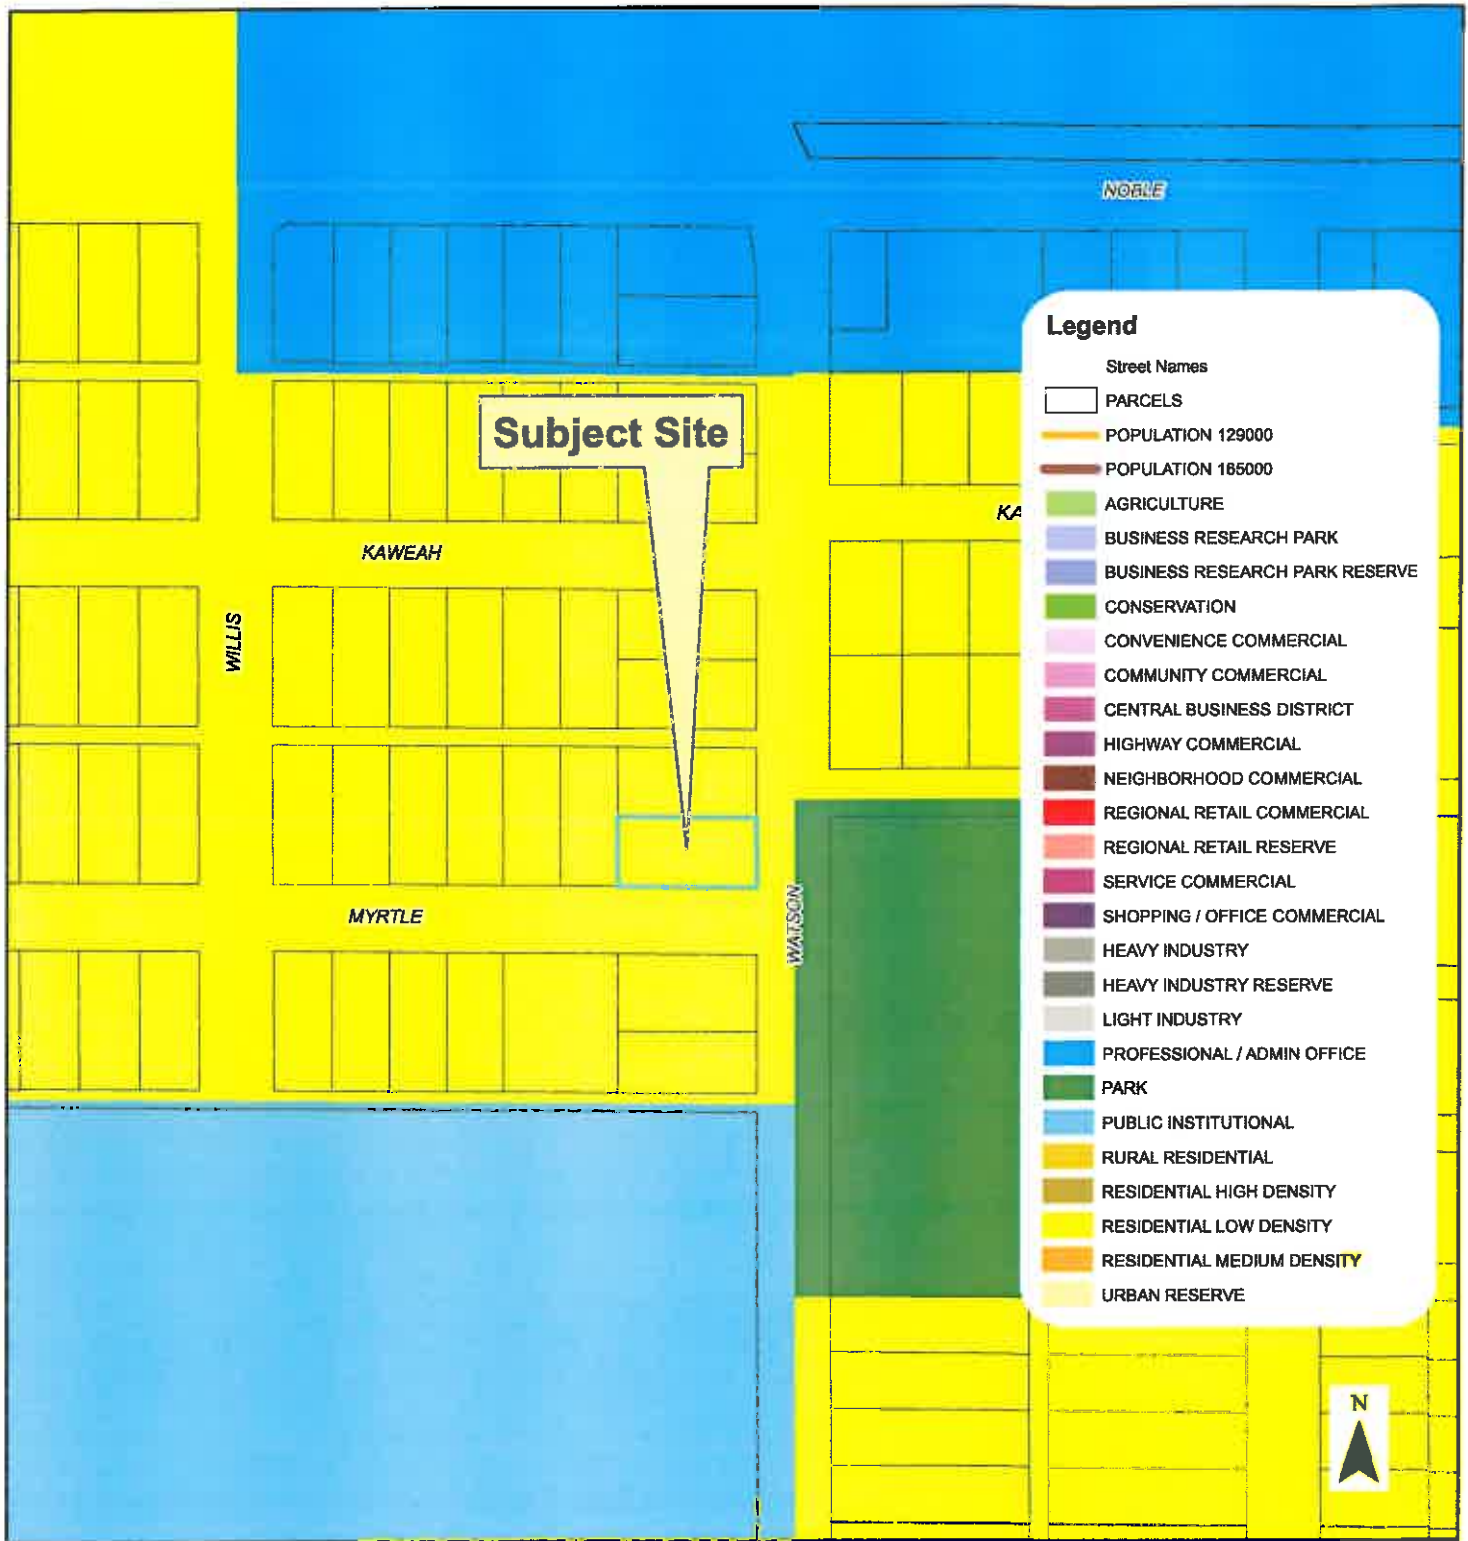 NOBLE
Legend
Street Names
PARCELS
POPULATION 129000
POPULATION 165000
AGRICULTURE
BUSINESS RESEARCH PARK
BUSINESS RESEARCH PARK RESERVE
CONSERVATION
CONVENIENCE COMMERCIAL
COMMUNITY COMMERCIAL
CENTRAL BUSINESS DISTRICT
HIGHWAY COMMERCIAL
NEIGHBORHOOD COMMERCIAL
REGIONAL RETAIL COMMERCIAL
REGIONAL RETAIL RESERVE
SERVICE COMMERCIAL
SHOPPING / OFFICE COMMERCIAL
HEAVY INDUSTRY
HEAVY INDUSTRY RESERVE
LIGHT INDUSTRY
PROFESSIONAL / ADMIN OFFICE
PARK
PUBLIC INSTITUTIONAL
RURAL RESIDENTIAL
RESIDENTIAL HIGH DENSITY
RESIDENTIAL LOW DENSITY
RESIDENTIAL MEDIUM DENSITY
URBAN RESERVE
Subject Site
KA
KAWEAH
WILLIS
MYRTLE
WATSON
N